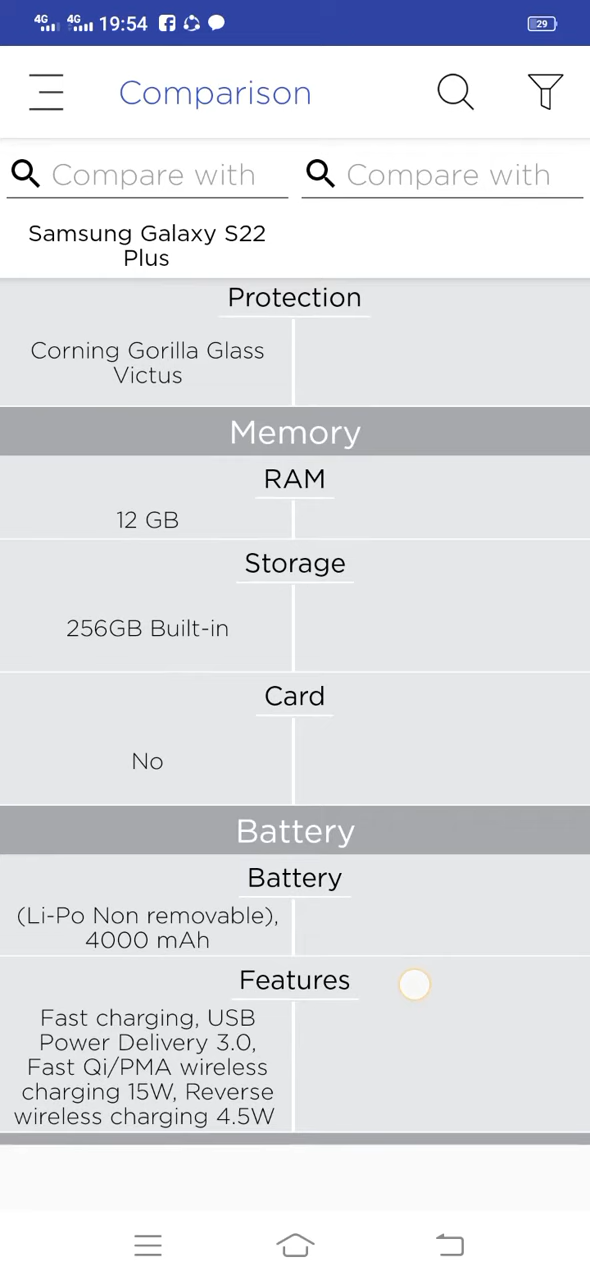 4G 4G 19:54 29
Comparison
Compare with Compare with
Samsung Galaxy S22
Plus
Protection
Corning Gorilla Glass
Victus
Memory
RAM
12 GB
Storage
256GB Built-in
Card
No
Battery
Battery
(Li-Po Non removable),
4000 mAh
Features
Fast charging, USB
Power Delivery 3.0,
Fast Qi/PMA wireless
charging 15W, Reverse
wireless charging 4.5W